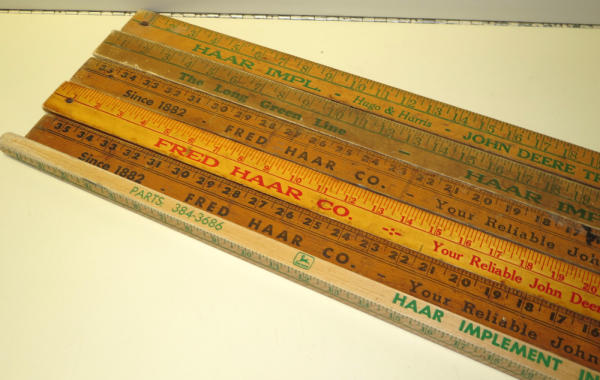 HAAR IMPL. - Hugo & Harris - JOHN DEERE
The Long Green Line - HAAR
Since 1882 - FRED HAAR CO. - Your Reliable John
FRED HAAR CO. Your Reliable John Deer
Since 1882 - FRED HAAR CO. - Your Reliable John
PARTS 384-3686 HAAR IMPLEMENT